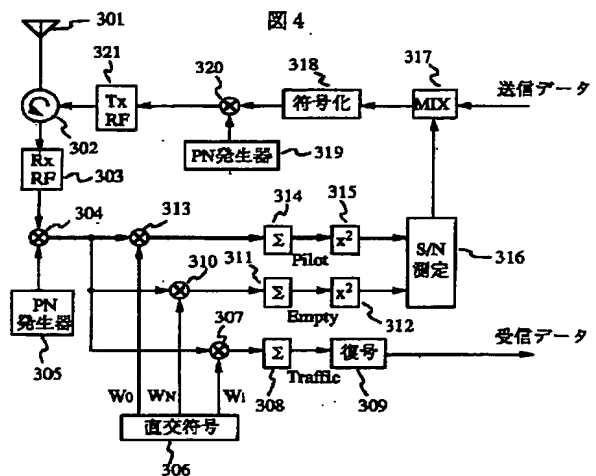 図4
301
321
320
318
317
Tx
RF
符号化
MIX
送信データ
302
PN発生器
319
Rx
RF
303
304
313
314
315
Σ
x²
Pilot
S/N
測定
316
310
311
Σ
x²
Empty
312
PN
発生器
305
307
Σ
復号
受信データ
Traffic
308
309
W0
WN
Wi
直交符号
306